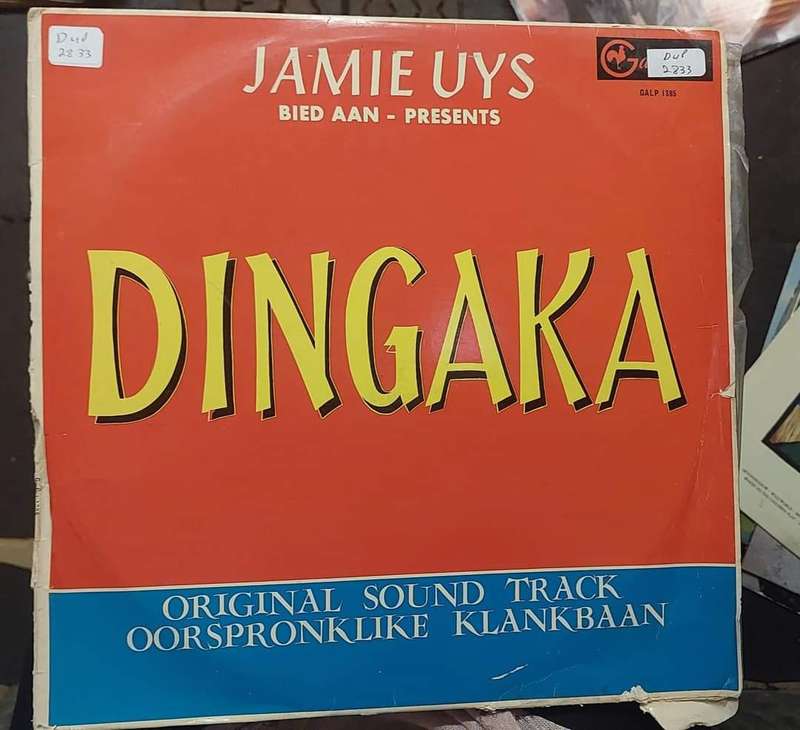 Dup
2833
JAMIE UYS
BIED AAN - PRESENTS
Dup
2833
GALP 1385
DINGAKA
ORIGINAL SOUND TRACK
OORSPRONKLIKE KLANKBAAN